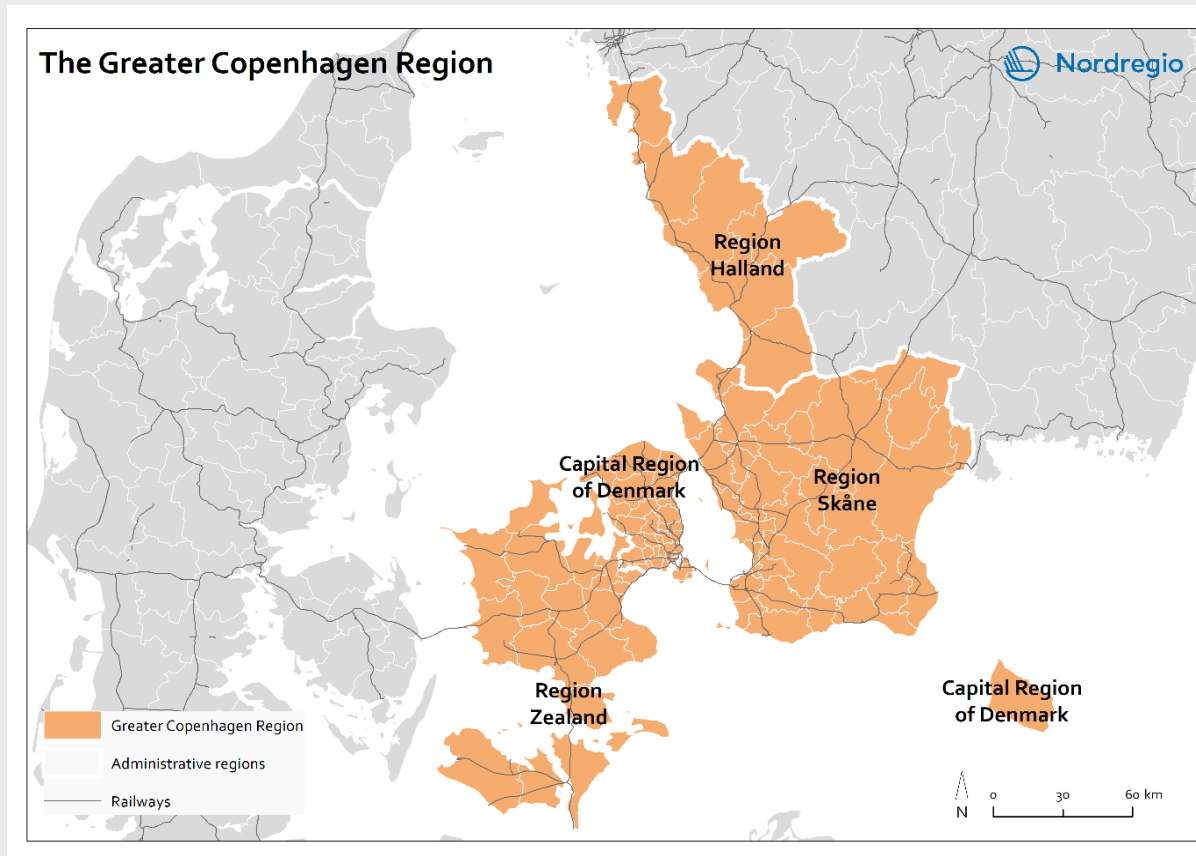 The Greater Copenhagen Region
Nordregio
Region
Halland
Capital Region
of Denmark
Region
Skåne
Region
Zealand
Capital Region
of Denmark
Greater Copenhagen Region
Administrative regions
Railways
N
0 30 60 km